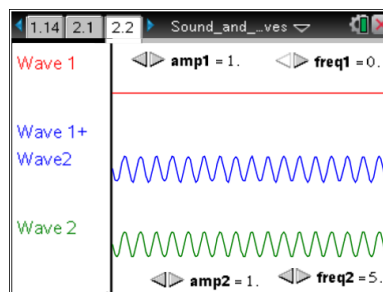 1.14 2.1 2.2 Sound_and_...ves
Wave 1 amp1 = 1. freq1 = 0.
Wave 1+
Wave2
Wave 2
amp2 = 1. freq2 = 5.